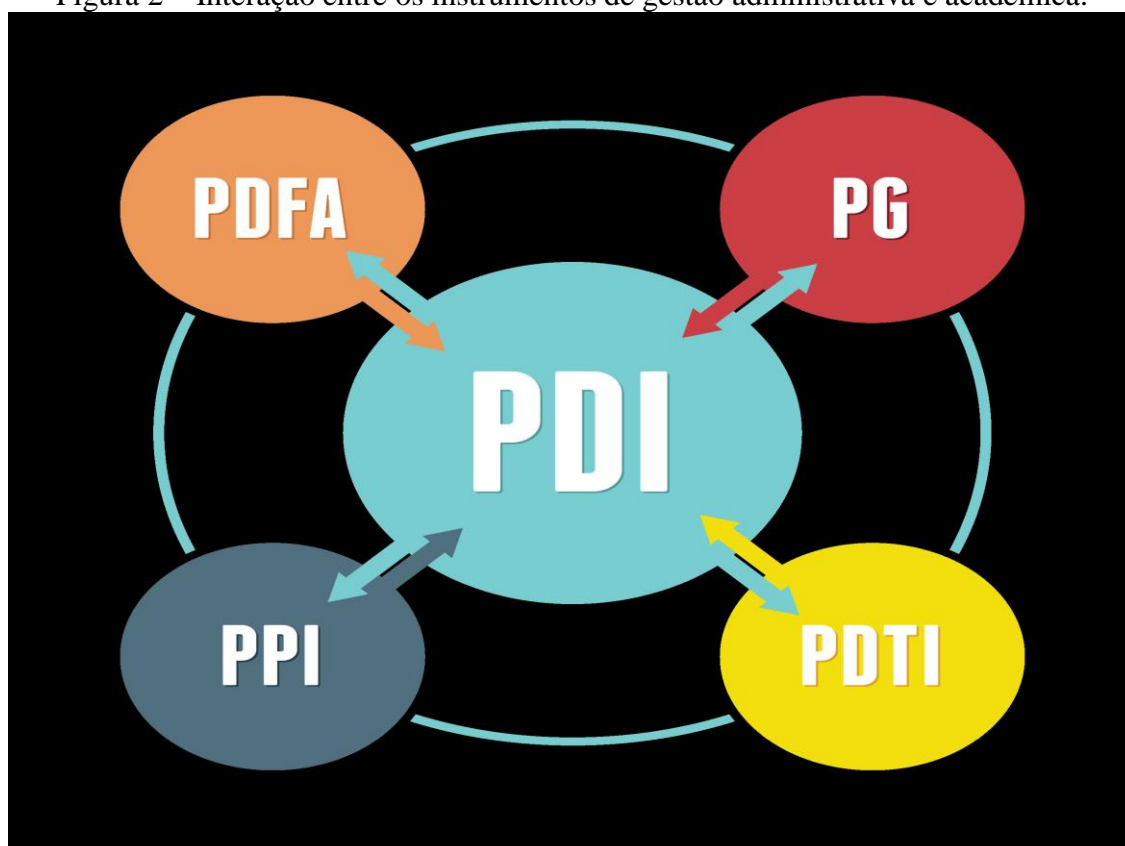 Figura 2 – Interação entre os instrumentos de gestão administrativa e acadêmica.
PDFA
PG
PDI
PPI
PDTI